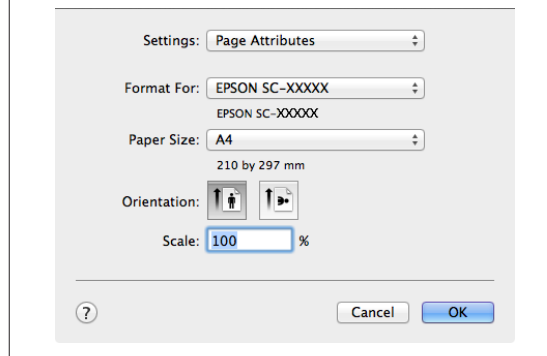 Settings: Page Attributes
Format For: EPSON SC-XXXXX
EPSON SC-XXXXX
Paper Size: A4
210 by 297 mm
Orientation:
Scale: 100 %
? Cancel OK